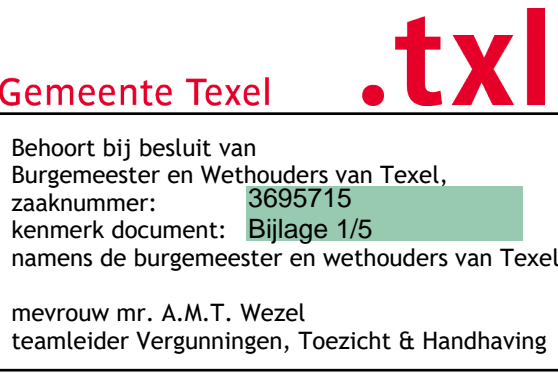 Gemeente Texel
.txl
Behoort bij besluit van
Burgemeester en Wethouders van Texel,
zaaknummer: 3695715
kenmerk document: Bijlage 1/5
namens de burgemeester en wethouders van Texel
mevrouw mr. A.M.T. Wezel
teamleider Vergunningen, Toezicht & Handhaving